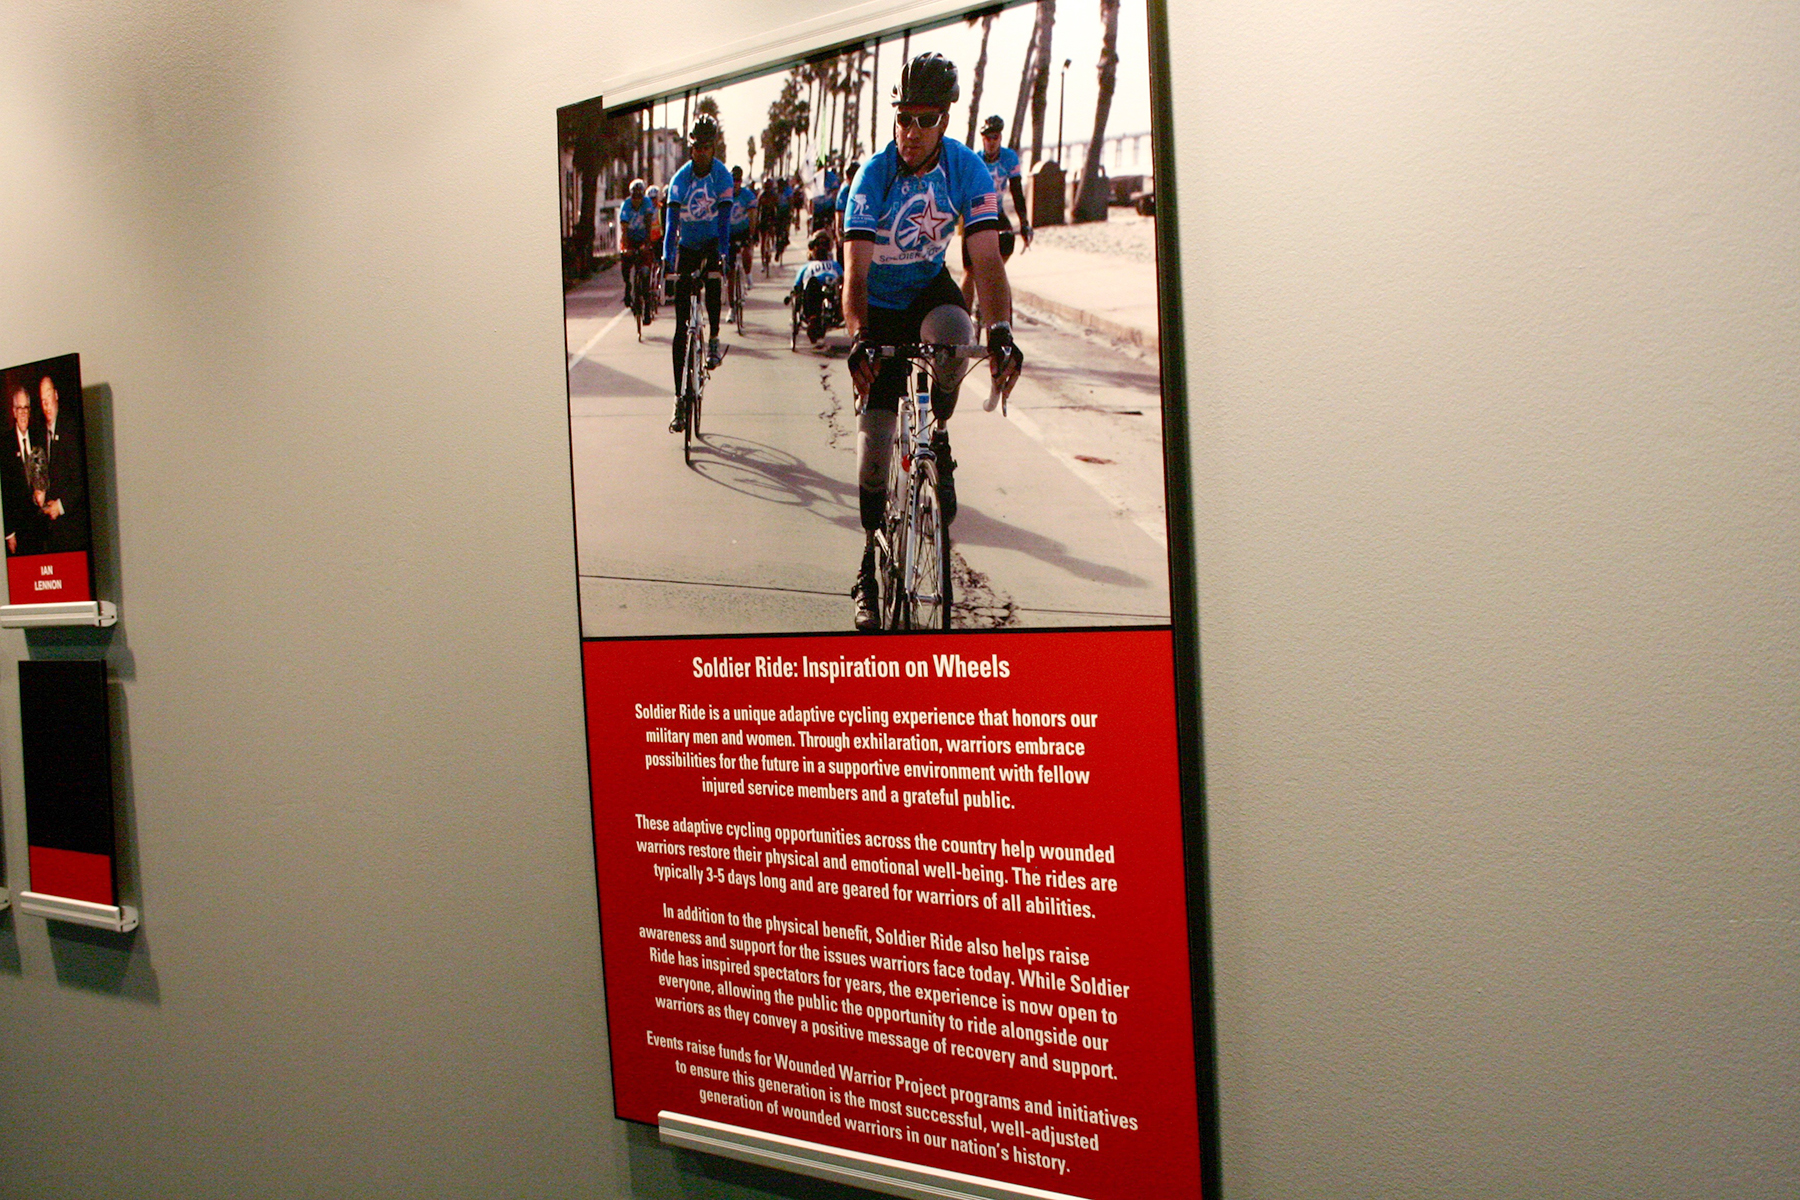 IAN
LENNON
Soldier Ride: Inspiration on Wheels
Soldier Ride is a unique adaptive cycling experience that honors our
military men and women. Through exhilaration, warriors embrace
possibilities for the future in a supportive environment with fellow
injured service members and a grateful public.
These adaptive cycling opportunities across the country help wounded
warriors restore their physical and emotional well-being. The rides are
typically 3-5 days long and are geared for warriors of all abilities.
In addition to the physical benefit, Soldier Ride also helps raise
awareness and support for the issues warriors face today. While Soldier
Ride has inspired spectators for years, the experience is now open to
everyone, allowing the public the opportunity to ride alongside our
warriors as they convey a positive message of recovery and support.
Events raise funds for Wounded Warrior Project programs and initiatives
to ensure this generation is the most successful, well-adjusted
generation of wounded warriors in our nation's history.